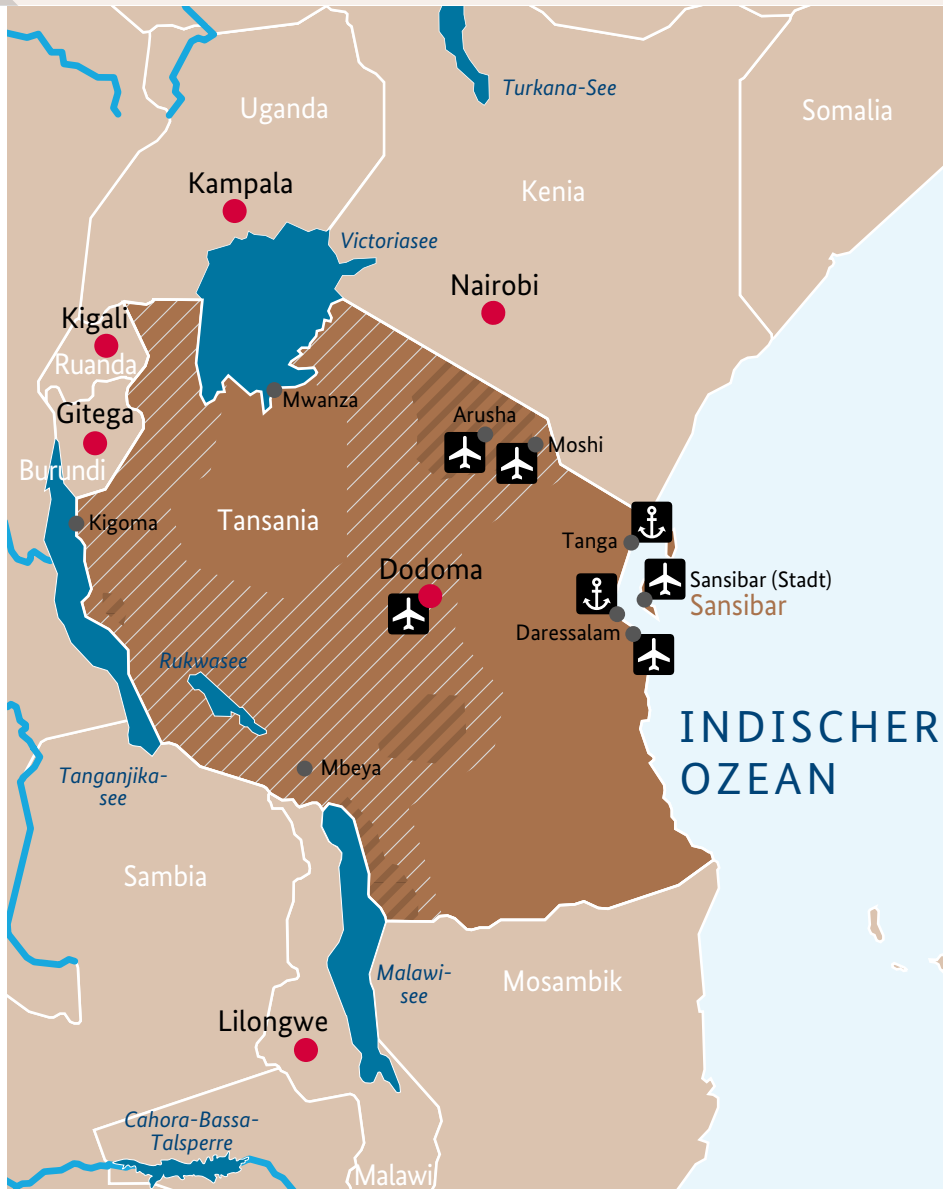 Turkana-See
Uganda
Somalia
Kampala
Kenia
Victoriasee
Nairobi
Kigali
Ruanda
Mwanza
Gitega
Arusha
Moshi
Burundi
Kigoma
Tansania
Tanga
Dodoma
Sansibar (Stadt)
Sansibar
Daressalam
Rukwasee
INDISCHER
OZEAN
Mbeya
Tanganjika-
see
Sambia
Malawi-
see
Mosambik
Lilongwe
Cahora-Bassa-
Talsperre
Malawi